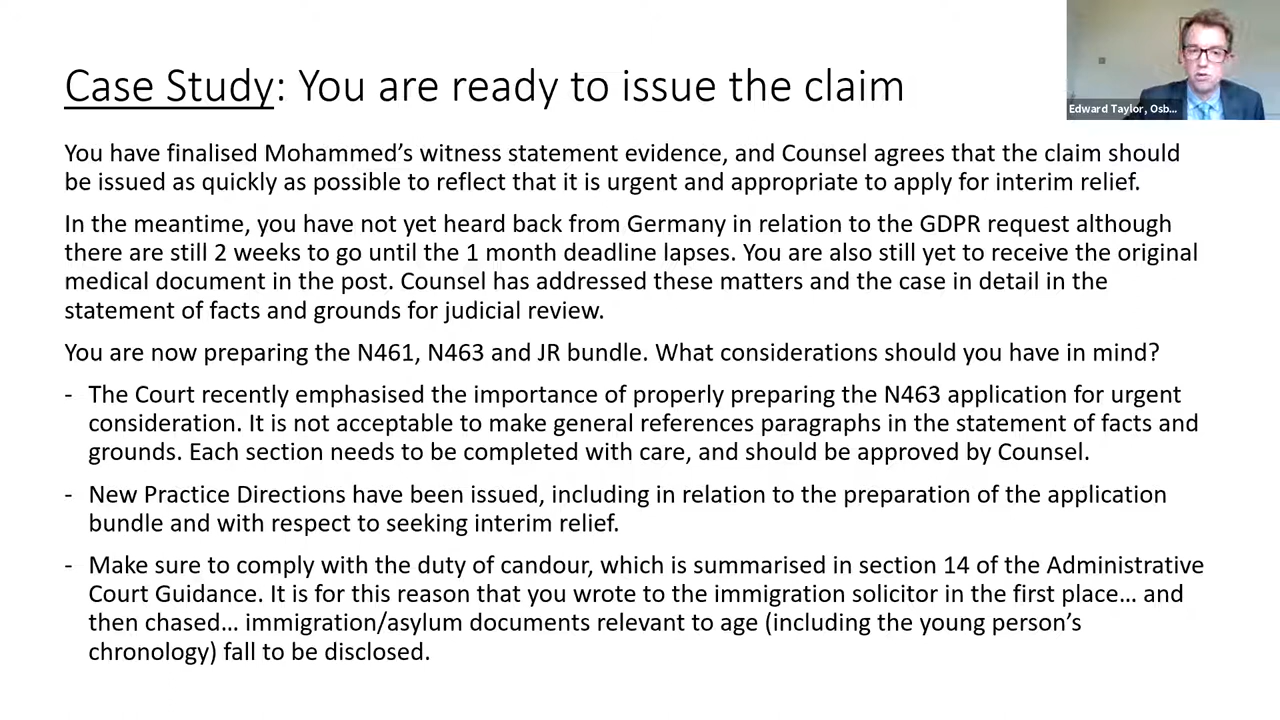 Case Study: You are ready to issue the claim
Edward Taylor, Osb...
You have finalised Mohammed's witness statement evidence, and Counsel agrees that the claim should
be issued as quickly as possible to reflect that it is urgent and appropriate to apply for interim relief.
In the meantime, you have not yet heard back from Germany in relation to the GDPR request although
there are still 2 weeks to go until the 1 month deadline lapses. You are also still yet to receive the original
medical document in the post. Counsel has addressed these matters and the case in detail in the
statement of facts and grounds for judicial review.
You are now preparing the N461, N463 and JR bundle. What considerations should you have in mind?
- The Court recently emphasised the importance of properly preparing the N463 application for urgent
consideration. It is not acceptable to make general references paragraphs in the statement of facts and
grounds. Each section needs to be completed with care, and should be approved by Counsel.
- New Practice Directions have been issued, including in relation to the preparation of the application
bundle and with respect to seeking interim relief.
- Make sure to comply with the duty of candour, which is summarised in section 14 of the Administrative
Court Guidance. It is for this reason that you wrote to the immigration solicitor in the first place… and
then chased… immigration/asylum documents relevant to age (including the young person's
chronology) fall to be disclosed.